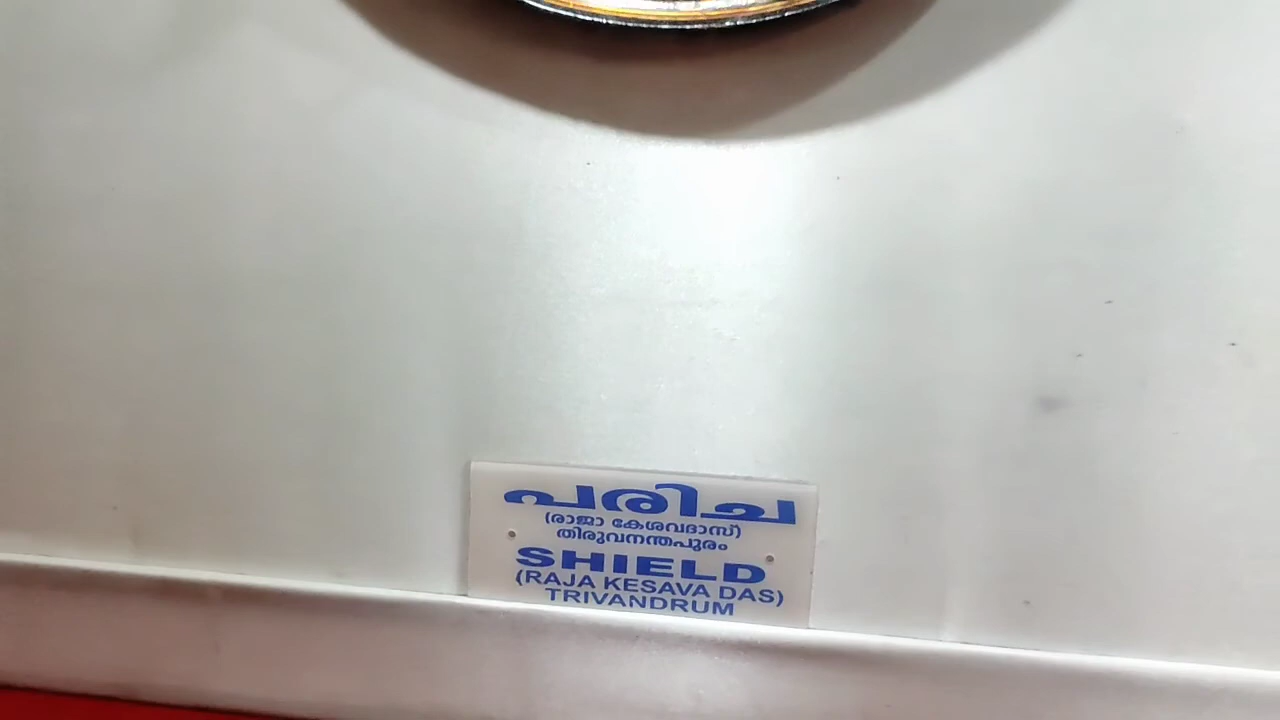 പരിച
(രാജാ കേശവദാസ്)
തിരുവനന്തപുരം
SHIELD
(RAJA KESAVA DAS)
TRIVANDRUM